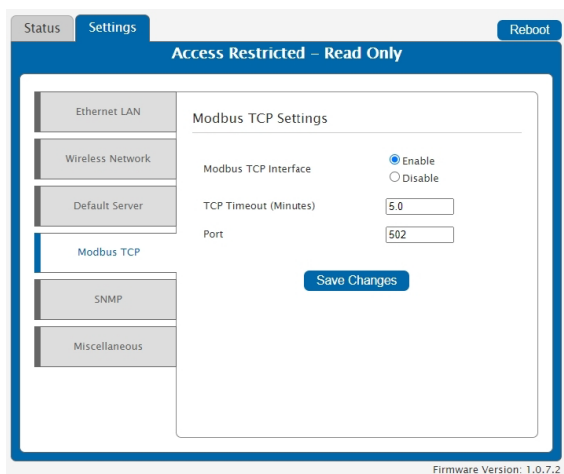 Status
Settings
Reboot
Access Restricted – Read Only
Ethernet LAN
Wireless Network
Default Server
Modbus TCP
SNMP
Miscellaneous
Modbus TCP Settings
Modbus TCP Interface
Enable
Disable
TCP Timeout (Minutes)
5.0
Port
502
Save Changes
Firmware Version: 1.0.7.2